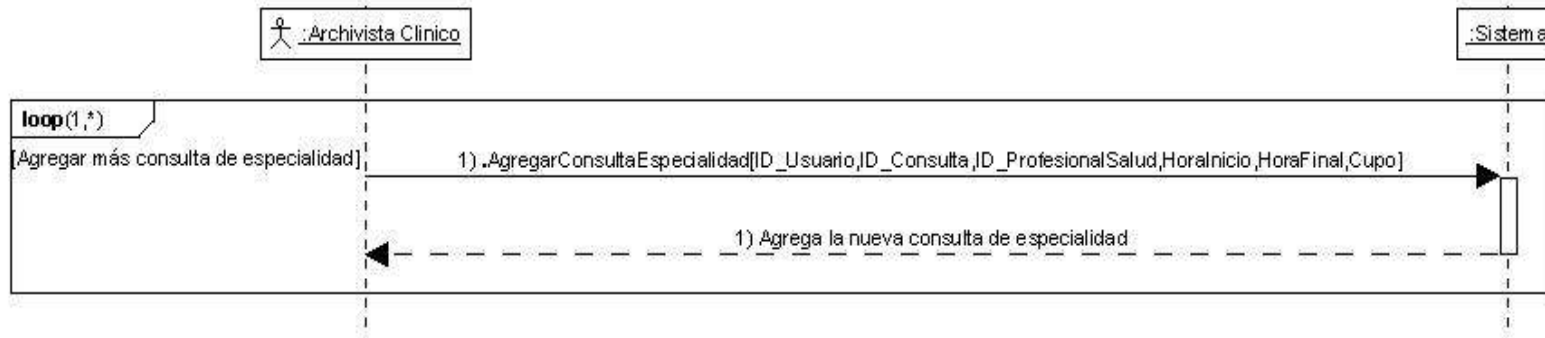 :Archivista Clinico
:Sistema
loop(1,*)
[Agregar más consulta de especialidad]
1) .AgregarConsultaEspecialidad[ID_Usuario,ID_Consulta,ID_ProfesionalSalud,HoraInicio,HoraFinal,Cupo]
1) Agrega la nueva consulta de especialidad